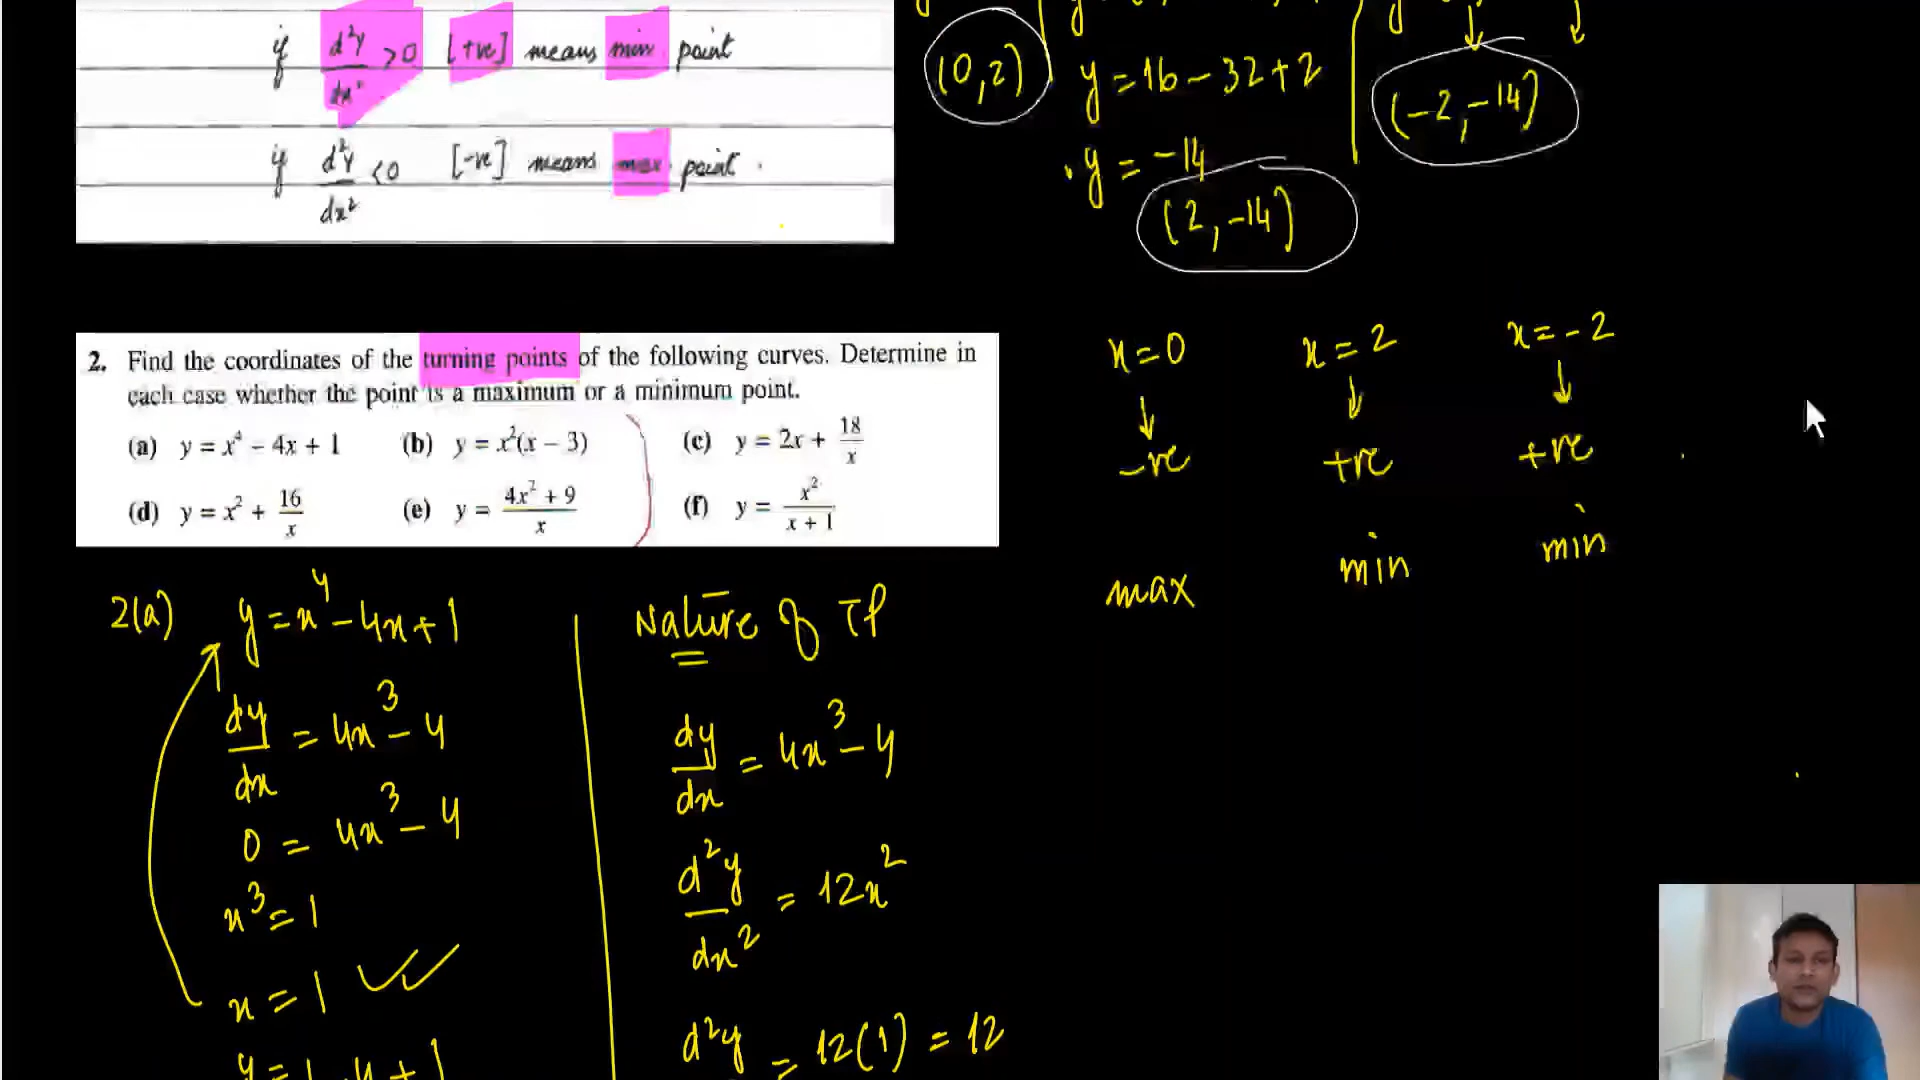 if d²y/dx² >0 [+ve] means min point
if d²y/dx² <0 [-ve] means max point.
(0,2)
y = 16 - 32 + 2
y = -14
(2, -14)
(-2, -14)
2. Find the coordinates of the turning points of the following curves. Determine in
each case whether the point is a maximum or a minimum point.
(a) y = x⁴ - 4x + 1 (b) y = x²(x - 3) (c) y = 2x + 18/x
(d) y = x² + 16/x (e) y = (4x² + 9)/x (f) y = x²/(x + 1)
x = 0 x = 2 x = -2
↓ ↓ ↓
-ve +ve +ve
max min min
2(a) y = x⁴ - 4x + 1
dy/dx = 4x³ - 4
0 = 4x³ - 4
x³ = 1
x = 1
y = 1 - 4 + 1
Nature of TP
dy/dx = 4x³ - 4
d²y/dx² = 12x²
d²y = 12(1) = 12